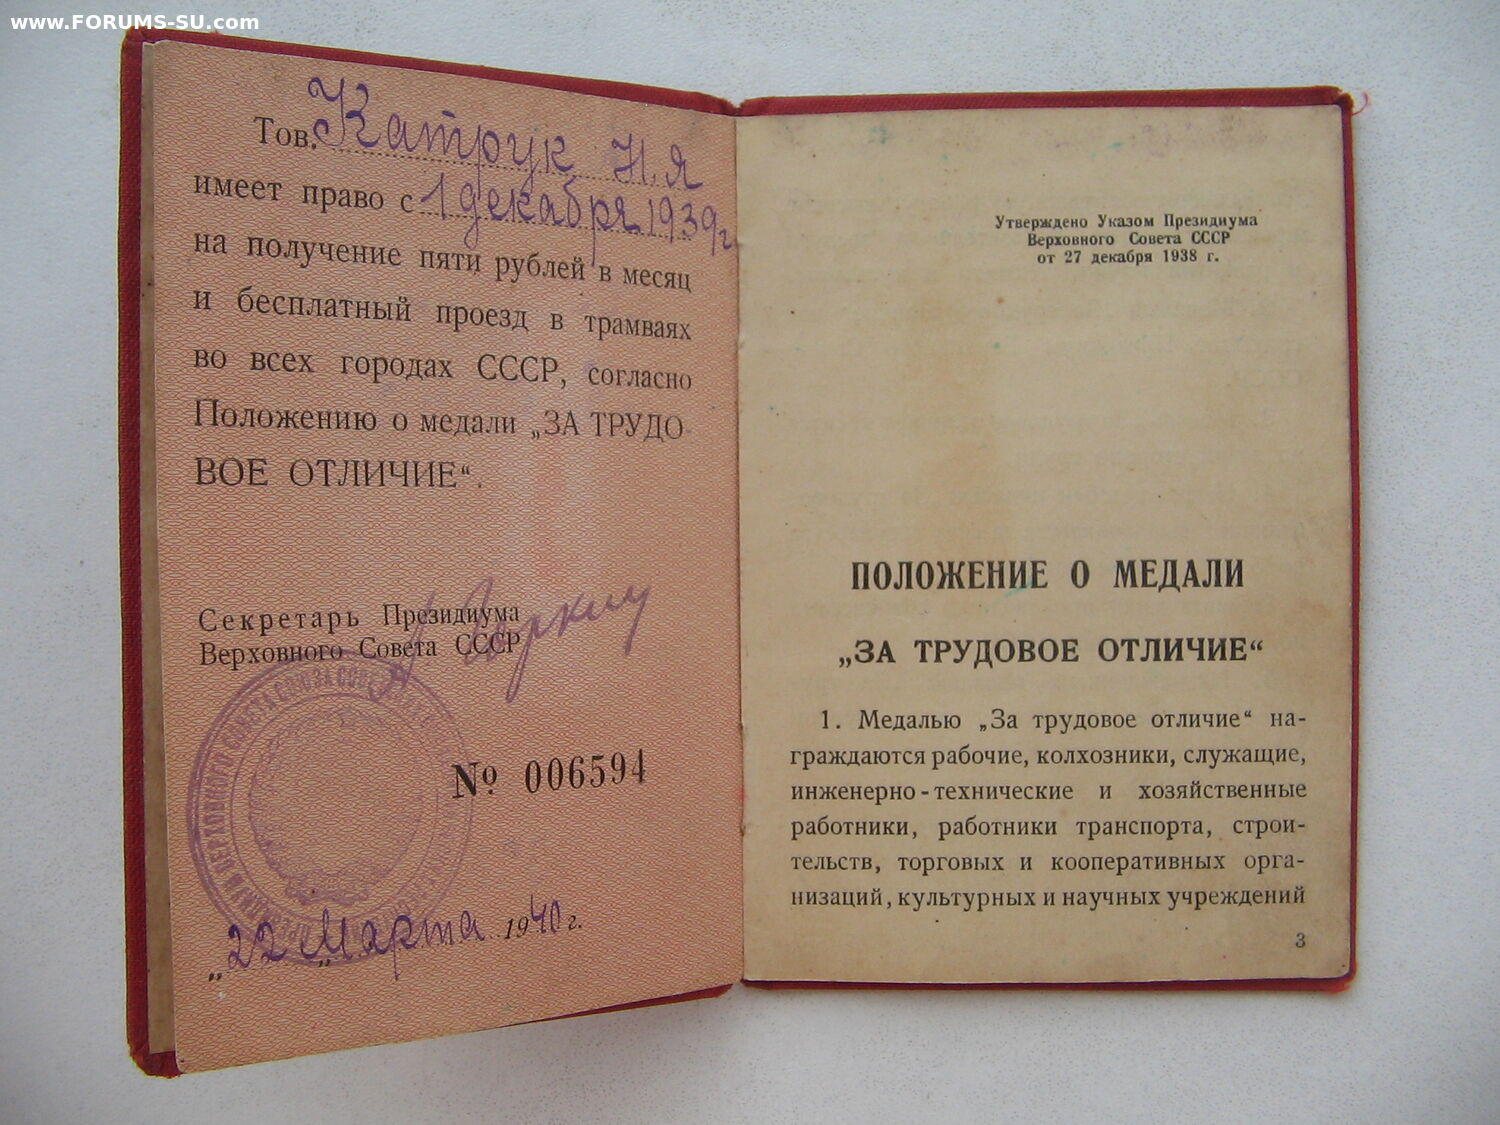 www.FORUMS-SU.com
Тов. Катрук Н.Я
имеет право с 1 декабря 1939 г
на получение пяти рублей в месяц
и бесплатный проезд в трамваях
во всех городах СССР, согласно
Положению о медали „ЗА ТРУДО-
ВОЕ ОТЛИЧИЕ“.
Секретарь Президиума
Верховного Совета СССР
А Горкин
№ 006594
„22 „ Марта 1940 г.
Утверждено Указом Президиума
Верховного Совета СССР
от 27 декабря 1938 г.
ПОЛОЖЕНИЕ О МЕДАЛИ
„ЗА ТРУДОВОЕ ОТЛИЧИЕ“
1. Медалью „За трудовое отличие“ на-
граждаются рабочие, колхозники, служащие,
инженерно-технические и хозяйственные
работники, работники транспорта, строи-
тельств, торговых и кооперативных орга-
низаций, культурных и научных учреждений
3